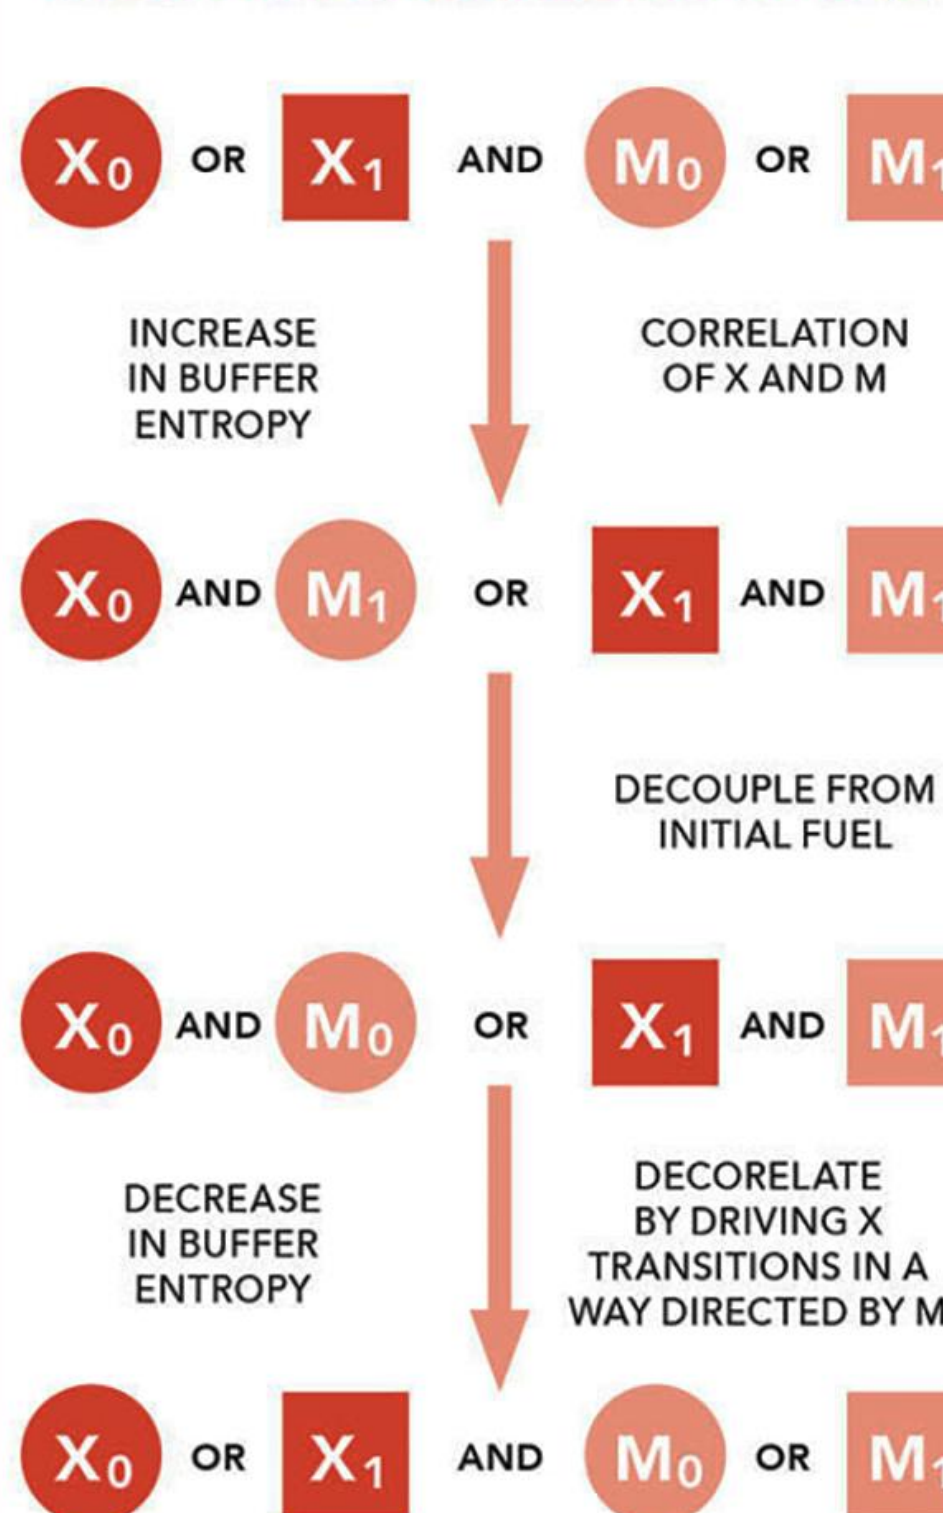 X₀ OR X₁ AND M₀ OR M₁
INCREASE
IN BUFFER
ENTROPY
CORRELATION
OF X AND M
X₀ AND M₁ OR X₁ AND M₁
DECOUPLE FROM
INITIAL FUEL
X₀ AND M₀ OR X₁ AND M₁
DECREASE
IN BUFFER
ENTROPY
DECORELATE
BY DRIVING X
TRANSITIONS IN A
WAY DIRECTED BY M
X₀ OR X₁ AND M₀ OR M₁